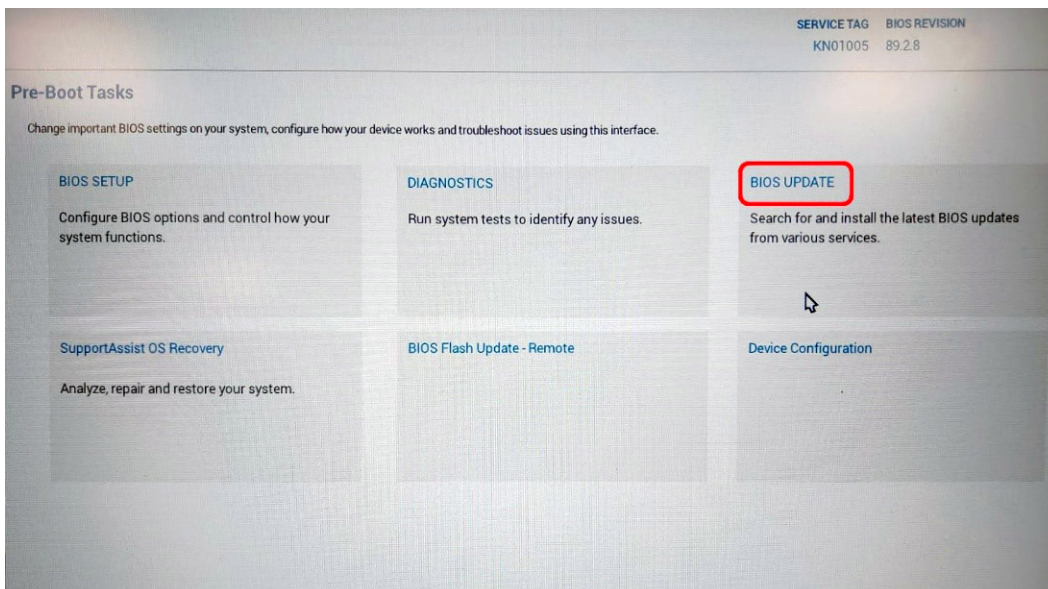 SERVICE TAG BIOS REVISION
KN01005 89.2.8
Pre-Boot Tasks
Change important BIOS settings on your system, configure how your device works and troubleshoot issues using this interface.
BIOS SETUP
Configure BIOS options and control how your
system functions.
DIAGNOSTICS
Run system tests to identify any issues.
BIOS UPDATE
Search for and install the latest BIOS updates
from various services.
SupportAssist OS Recovery
Analyze, repair and restore your system.
BIOS Flash Update - Remote
Device Configuration